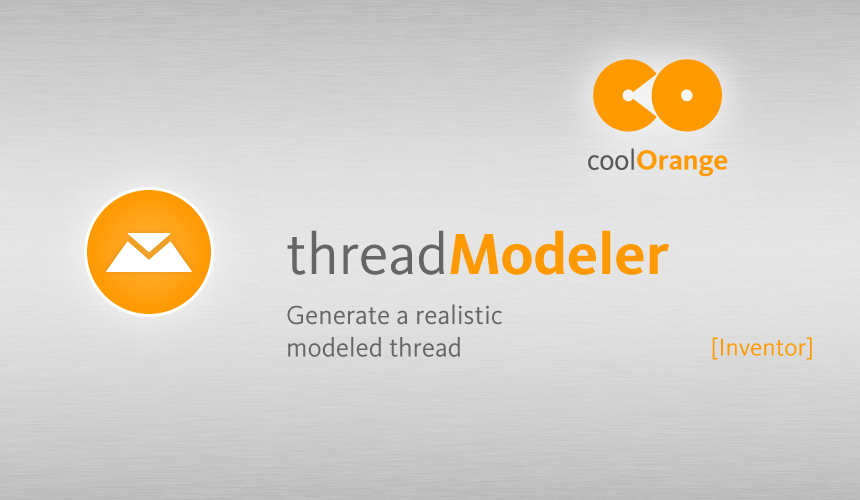 coolOrange
threadModeler
Generate a realistic
modeled thread
[Inventor]